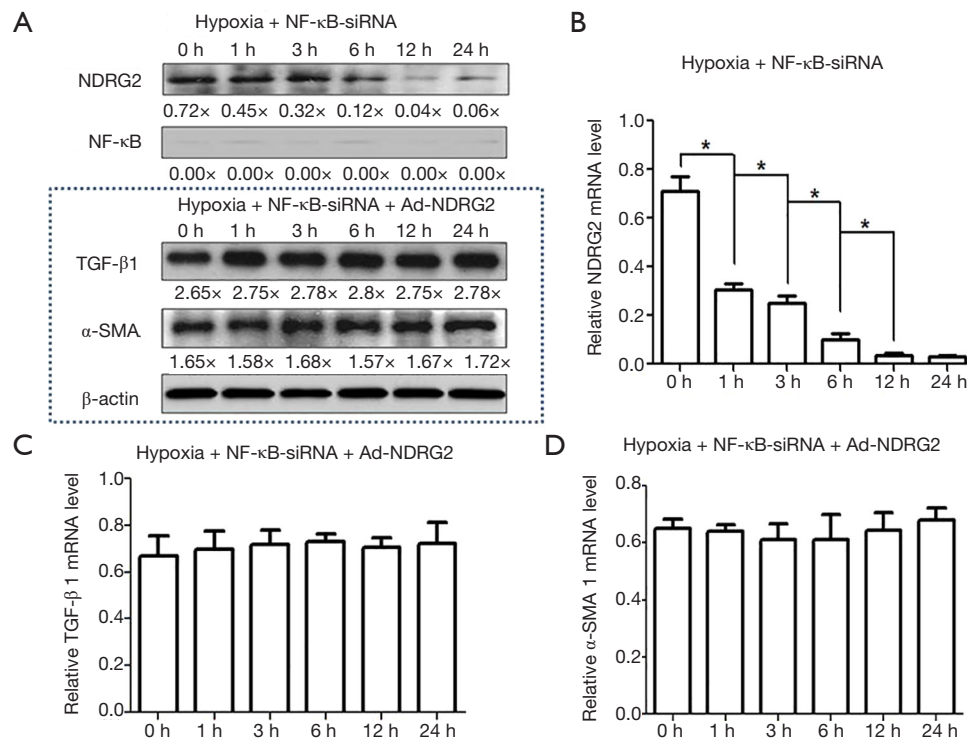 A
Hypoxia + NF-κB-siRNA
0 h 1 h 3 h 6 h 12 h 24 h
NDRG2
0.72× 0.45× 0.32× 0.12× 0.04× 0.06×
NF-κB
0.00× 0.00× 0.00× 0.00× 0.00× 0.00×
Hypoxia + NF-κB-siRNA + Ad-NDRG2
0 h 1 h 3 h 6 h 12 h 24 h
TGF-β1
2.65× 2.75× 2.78× 2.8× 2.75× 2.78×
α-SMA
1.65× 1.58× 1.68× 1.57× 1.67× 1.72×
β-actin
B
Hypoxia + NF-κB-siRNA
Relative NDRG2 mRNA level
1.0
0.8
0.6
0.4
0.2
0.0
* * * *
0 h 1 h 3 h 6 h 12 h 24 h
C
Hypoxia + NF-κB-siRNA + Ad-NDRG2
Relative TGF-β 1 mRNA level
1.0
0.8
0.6
0.4
0.2
0.0
0 h 1 h 3 h 6 h 12 h 24 h
D
Hypoxia + NF-κB-siRNA + Ad-NDRG2
Relative α-SMA 1 mRNA level
0.8
0.6
0.4
0.2
0.0
0 h 1 h 3 h 6 h 12 h 24 h